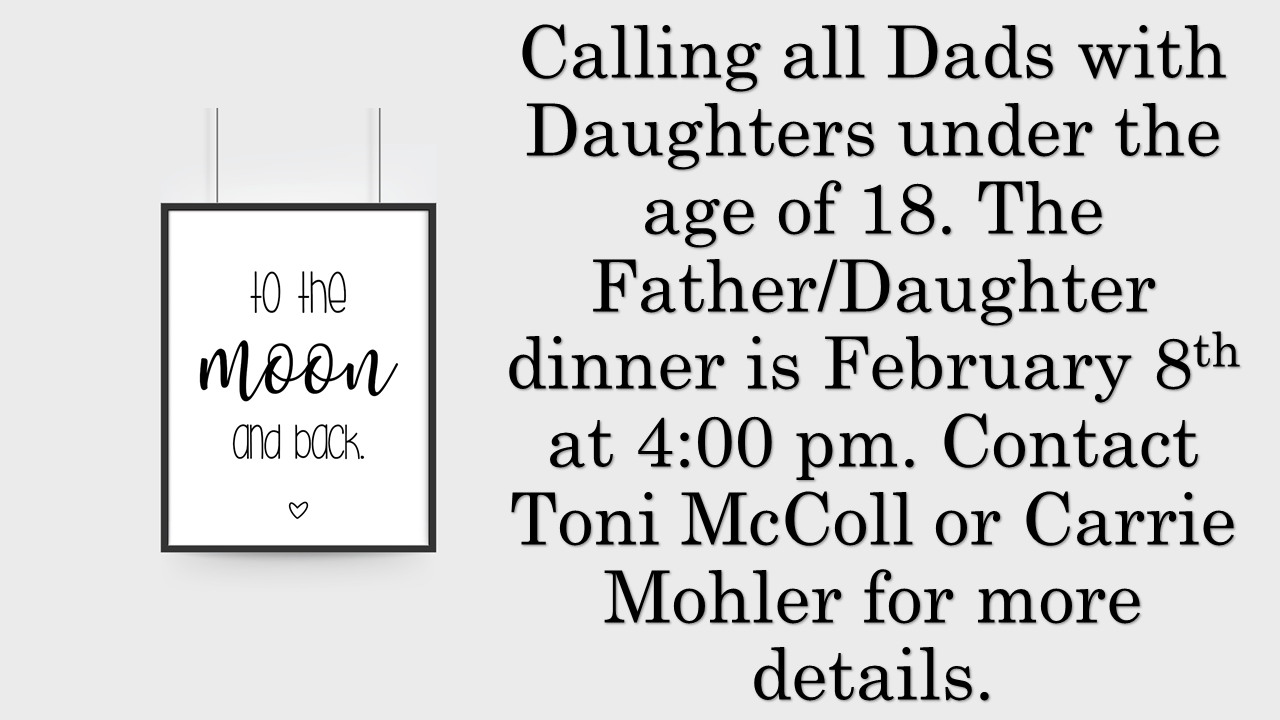 to the
moon
and back.
Calling all Dads with
Daughters under the
age of 18. The
Father/Daughter
dinner is February 8th
at 4:00 pm. Contact
Toni McColl or Carrie
Mohler for more
details.